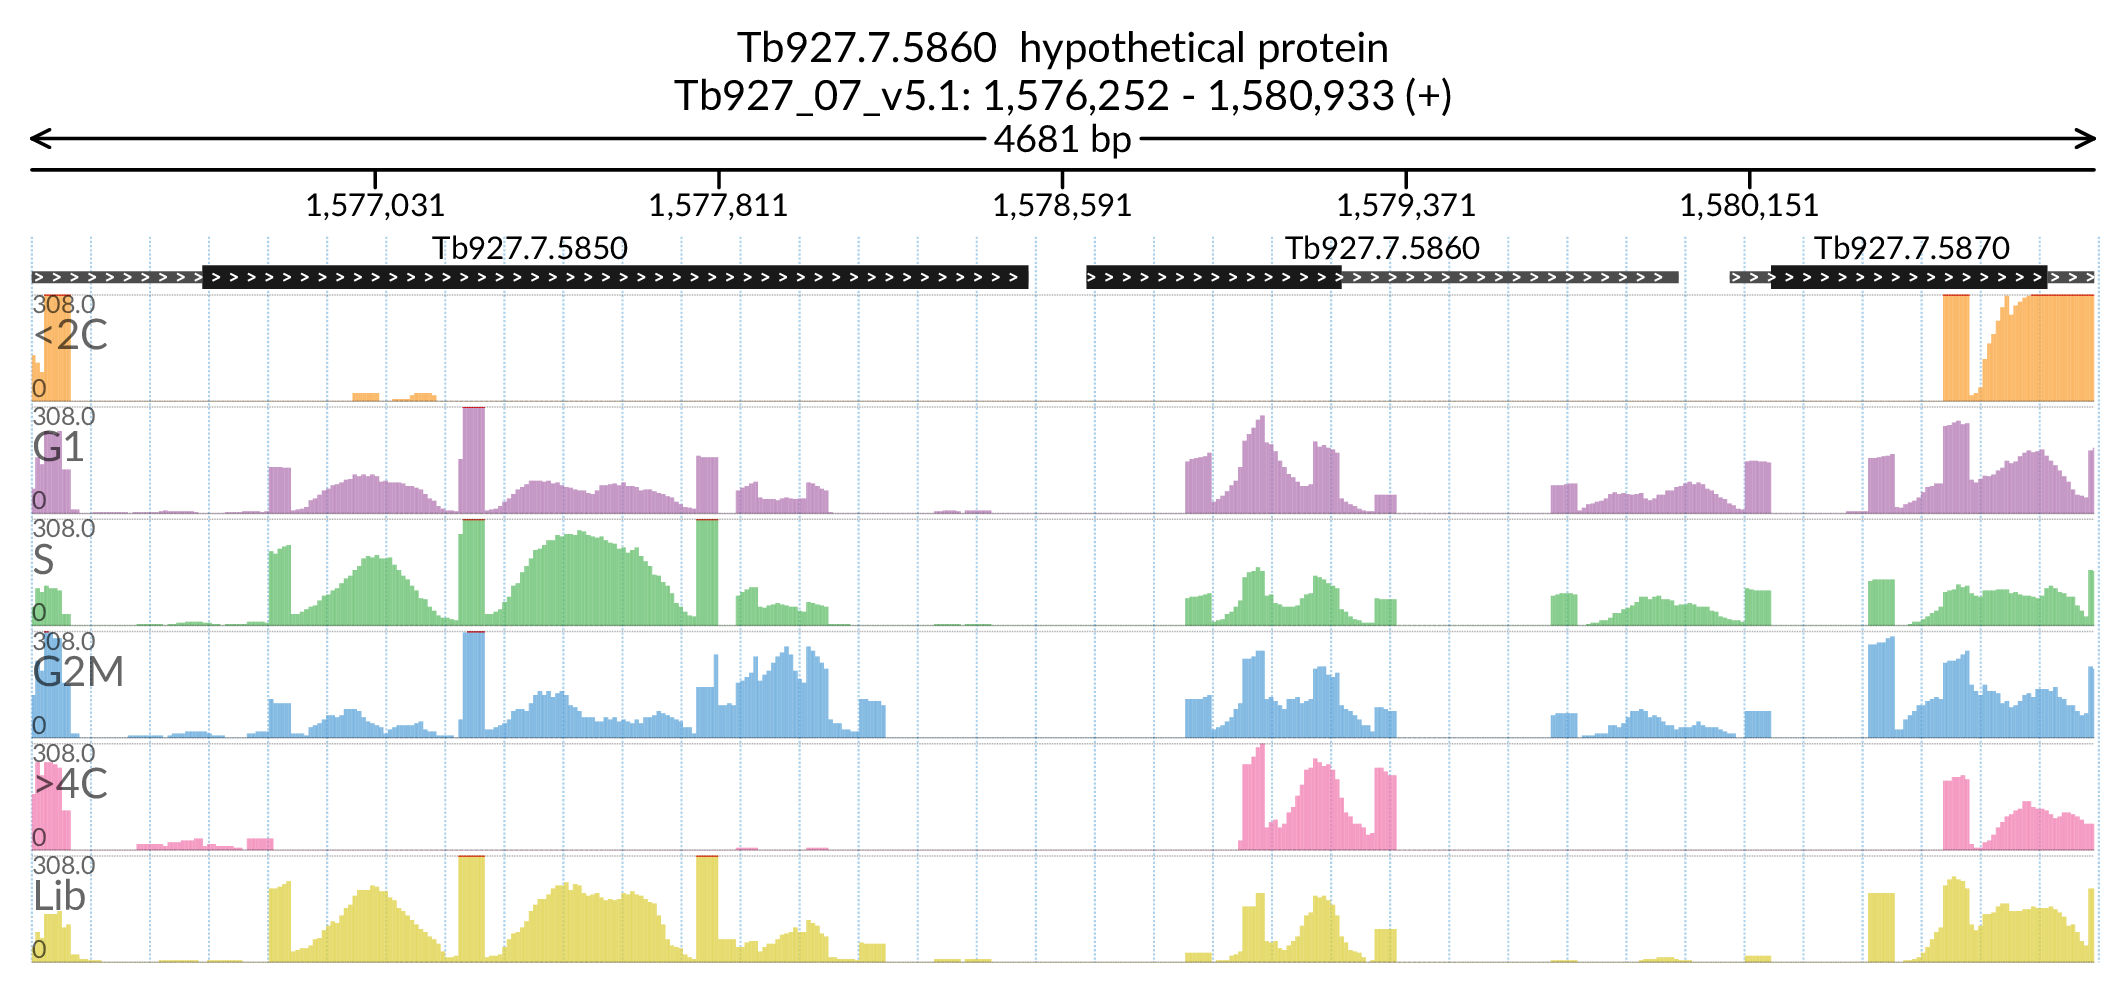 Tb927.7.5860 hypothetical protein
Tb927_07_v5.1: 1,576,252 - 1,580,933 (+)
4681 bp
1,577,031 1,577,811 1,578,591 1,579,371 1,580,151
Tb927.7.5850 Tb927.7.5860 Tb927.7.5870
308.0
<2C
0
308.0
G1
0
308.0
S
0
308.0
G2M
0
308.0
>4C
0
308.0
Lib
0